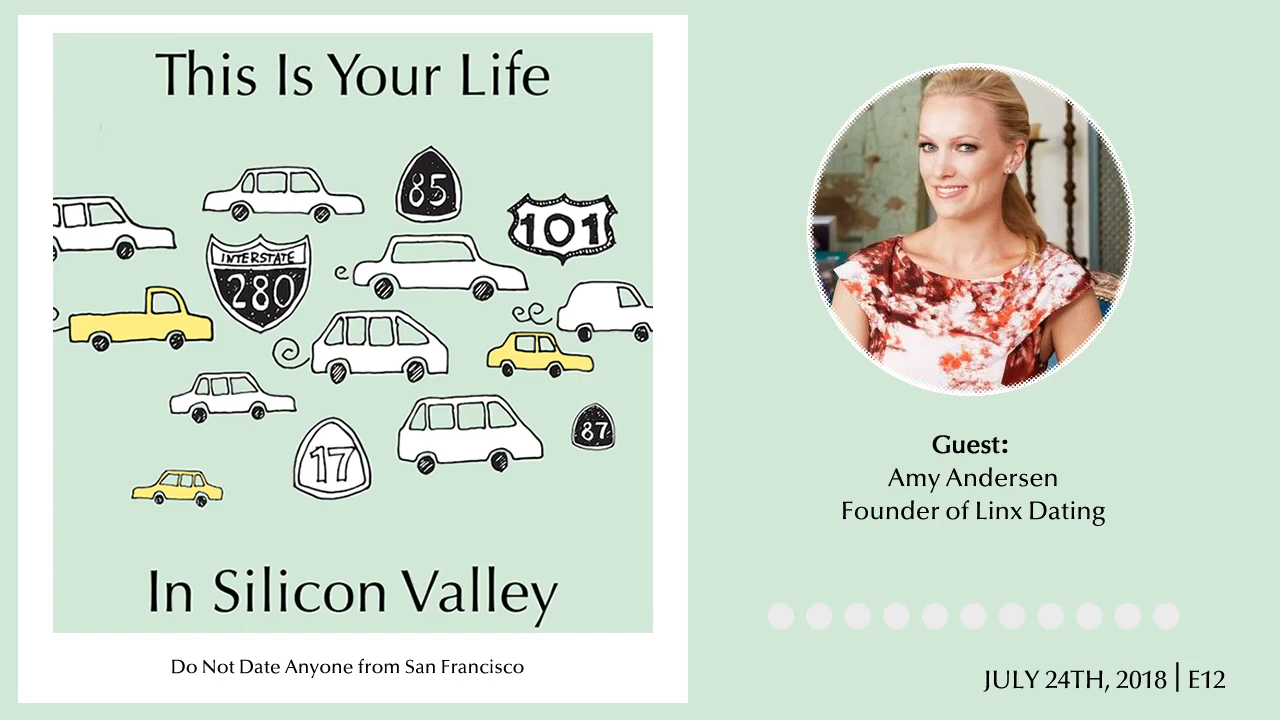 This Is Your Life
85
101
INTERSTATE
280
17
87
In Silicon Valley
Do Not Date Anyone from San Francisco
Guest:
Amy Andersen
Founder of Linx Dating
JULY 24TH, 2018 | E12